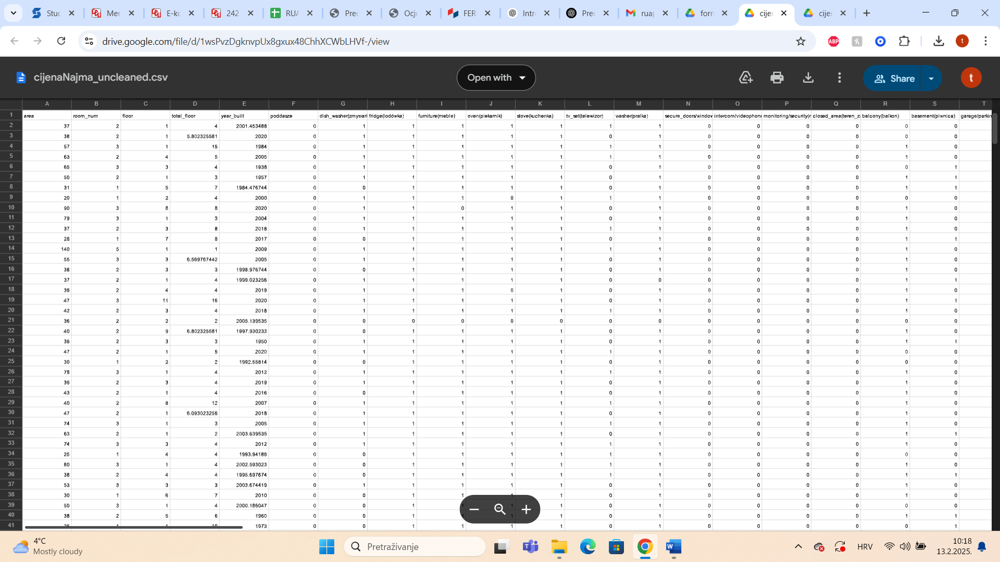 Stuc Mer E-ko 242 RUA Prec Ocje FER Intr Prec ruap forn cijer cijer
drive.google.com/file/d/1wsPvzDgknvpUx8gxux48ChhXCWbLHVf-/view ABP t
cijenaNajma_uncleaned.csv Open with Share t
A B C D E F G H I J K L M N O P Q R S T
1 area room_num floor total_floor year_built poddasze dish_washer(zmywar fridge(lodówka) furniture(meble) oven(piekarnik) stove(kuchenka) tv_set(telewizor) washer(pralka) secure_doors/window intercom/videophone monitoring/security(r closed_area(teren_z balcony(balkon) basement(piwnica) garage/parkin
2 37 2 1 4 2001.453488 0 1 1 1 1 1 1 1 0 0 0 0 0 0
3 38 2 1 5.802325581 2020 0 1 1 1 1 1 0 1 0 0 0 0 0 0
4 57 3 1 15 1984 0 1 1 1 1 1 1 1 0 0 0 0 1 0
5 63 2 4 5 2005 0 1 1 1 1 1 1 1 0 0 0 0 1 0
6 65 3 3 4 1938 0 1 1 1 1 1 0 1 0 0 0 0 0 1
7 50 2 1 3 1957 0 1 1 1 1 1 0 1 0 0 0 0 1 1
8 31 1 5 7 1984.476744 0 0 1 1 1 1 0 1 0 0 0 0 1 1
9 20 1 2 4 2000 0 1 1 1 0 1 1 1 0 0 0 0 0 0
10 90 3 8 8 2020 0 1 1 0 1 1 0 1 0 0 0 0 1 0
11 79 3 1 3 2004 0 1 1 1 1 1 0 1 0 0 0 0 1 0
12 37 2 3 8 2018 0 1 1 1 1 1 1 1 0 0 0 0 1 0
13 28 1 7 8 2017 0 0 1 1 1 1 0 1 0 0 0 0 1 1
14 140 5 1 1 2009 0 1 1 1 1 1 1 1 0 0 0 0 1 0
15 55 3 3 6.569767442 2005 0 1 1 1 1 1 0 1 0 0 0 0 1 0
16 38 2 3 3 1998.976744 0 0 1 1 1 1 0 1 0 0 0 0 1 0
17 37 2 1 4 1999.023256 0 1 1 1 1 1 0 0 0 0 0 0 1 1
18 36 2 4 4 2019 0 1 1 1 0 1 0 1 0 0 0 0 1 0
19 47 3 11 16 2020 0 1 1 1 1 1 0 1 0 0 0 0 1 1
20 42 2 3 4 2018 0 1 1 1 1 1 1 1 0 0 0 0 1 0
21 36 2 2 2 2005.139535 0 0 0 0 0 0 0 0 0 0 0 0 0 0
22 40 2 9 6.802325581 1997.930233 0 0 1 1 1 1 0 1 0 0 0 0 1 0
23 36 2 3 3 1950 0 1 1 1 1 1 0 1 0 0 0 0 1 1
24 47 2 1 5 2020 0 1 1 1 1 1 1 1 0 0 0 0 0 0
25 30 1 2 2 1992.55814 0 0 1 1 1 1 0 1 0 0 0 0 0 0
26 78 3 1 4 2012 0 1 1 1 1 1 1 1 0 0 0 0 1 0
27 36 2 3 4 2019 0 1 1 1 1 1 0 1 0 0 0 0 1 0
28 43 2 1 4 2016 0 0 1 1 1 1 0 1 0 0 0 0 1 0
29 40 2 8 12 2007 0 1 1 1 1 1 1 1 0 0 0 0 1 0
30 47 2 1 6.093023256 2018 0 1 1 1 1 1 0 1 0 0 0 0 1 0
31 74 3 1 3 2005 0 1 1 1 1 1 1 1 0 0 0 0 1 0
32 63 2 1 2 2003.639535 0 1 1 1 1 1 0 1 0 0 0 0 1 1
33 74 3 3 4 2012 0 1 1 1 1 1 1 1 0 0 0 0 1 0
34 25 1 4 4 1993.94186 0 0 1 1 1 1 1 1 0 0 0 0 0 0
35 80 3 1 4 2002.593023 0 0 1 1 1 1 1 1 0 0 0 0 1 0
36 38 2 4 4 1995.697674 0 0 1 1 1 1 1 1 0 0 0 0 1 1
37 53 3 3 3 2003.674419 0 1 1 1 1 1 0 1 0 0 0 0 1 0
38 30 1 6 7 2010 0 0 1 1 1 1 0 1 0 0 0 0 1 0
39 50 3 1 4 2000.186047 0 0 1 1 1 1 0 1 0 0 0 0 0 0
40 38 2 5 6 1960 0 0 1 1 1 1 0 1 0 0 0 0 1 1
41 25 1 1 10 1973 0 1 1 1 1 1 0 1 0 0 0 0 0 1
4°C
Mostly cloudy
Pretraživanje
HRV
10:18
13.2.2025.